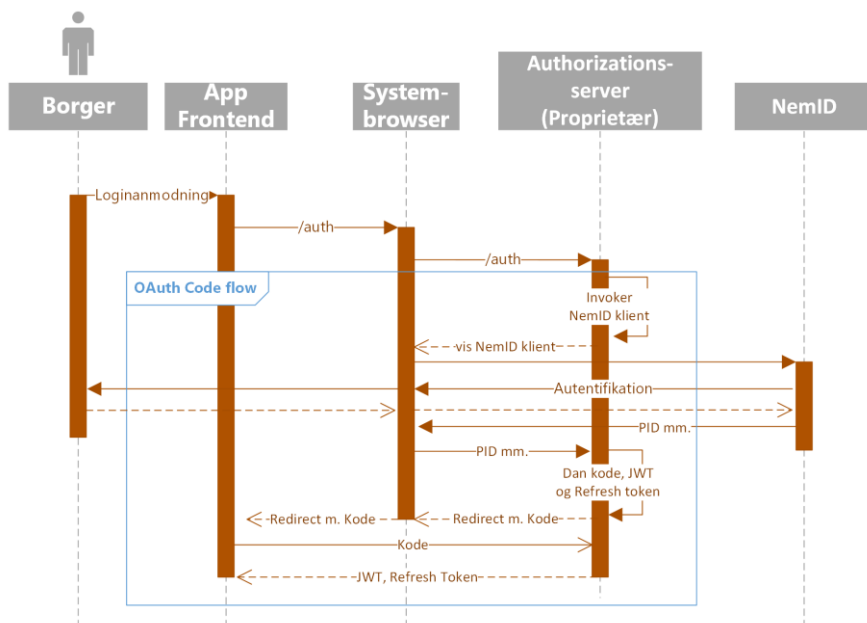 Borger
App
Frontend
System-
browser
Authorizations-
server
(Proprietær)
NemID
Loginanmodning
/auth
/auth
OAuth Code flow
Invoker
NemID klient
vis NemID klient
Autentifikation
PID mm.
PID mm.
Dan kode, JWT
og Refresh token
Redirect m. Kode
Redirect m. Kode
Kode
JWT, Refresh Token